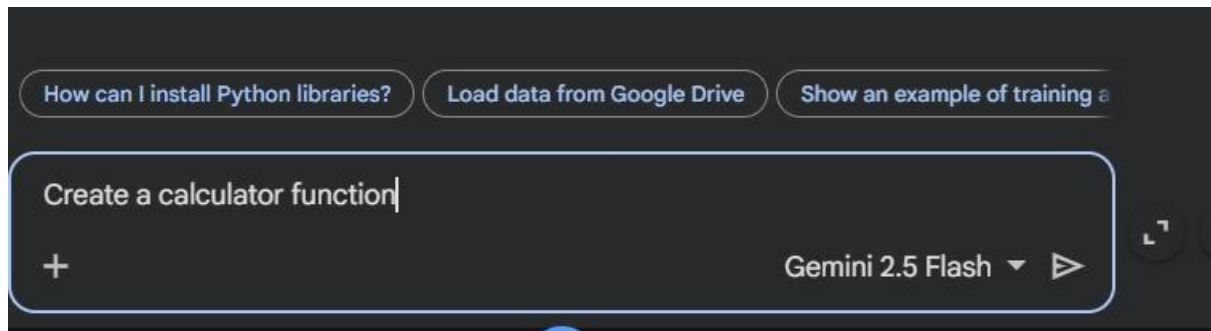 How can I install Python libraries?
Load data from Google Drive
Show an example of training a
Create a calculator function
Gemini 2.5 Flash